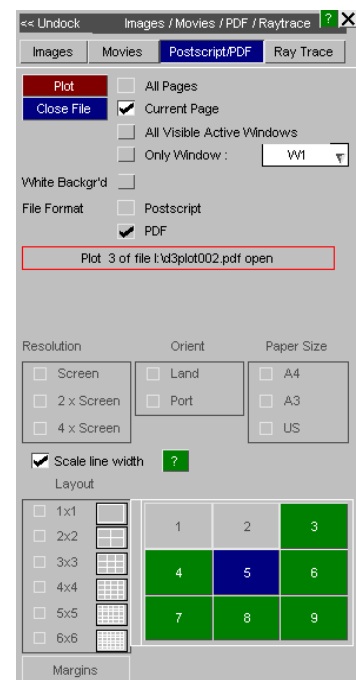 << Undock Images / Movies / PDF / Raytrace ? X
Images Movies Postscript/PDF Ray Trace
Plot All Pages
Close File Current Page
All Visible Active Windows
Only Window : W1
White Backgr'd
File Format Postscript
PDF
Plot 3 of file I:\d3plot002.pdf open
Resolution Orient Paper Size
Screen Land A4
2 x Screen Port A3
4 x Screen US
Scale line width ?
Layout
1x1
2x2
3x3
4x4
5x5
6x6
1 2 3
4 5 6
7 8 9
Margins